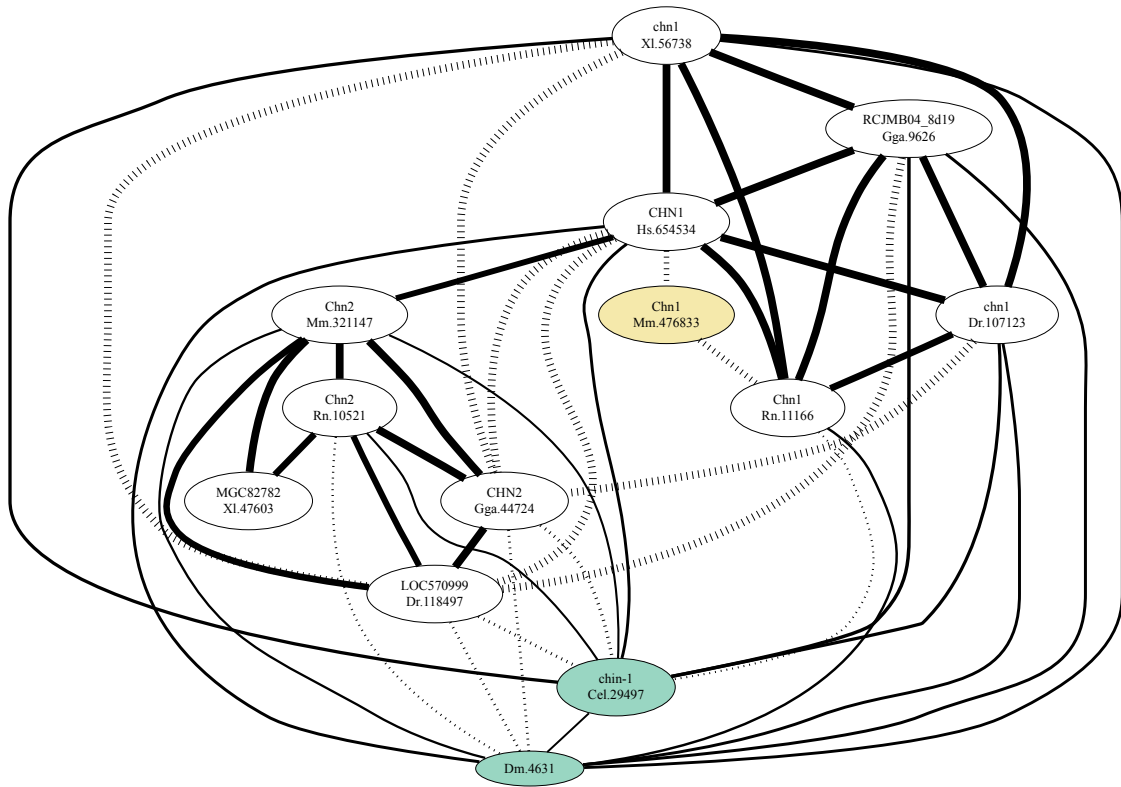 chn1
Xl.56738
RCJMB04_8d19
Gga.9626
CHN1
Hs.654534
Chn2
Mm.321147
Chn1
Mm.476833
chn1
Dr.107123
Chn2
Rn.10521
Chn1
Rn.11166
MGC82782
Xl.47603
CHN2
Gga.44724
LOC570999
Dr.118497
chin-1
Cel.29497
Dm.4631